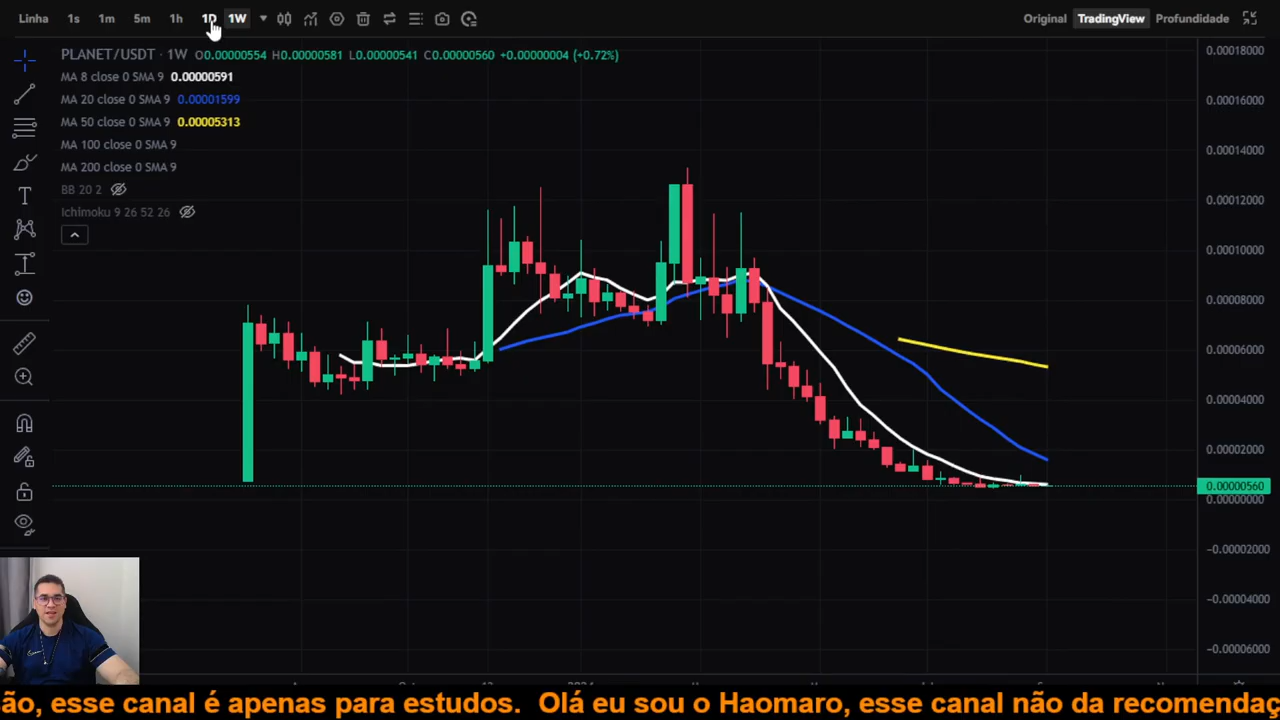 Linha 1s 1m 5m 1h 1D 1W Original TradingView Profundidade
PLANET/USDT · 1W O0.00000554 H0.00000581 L0.00000541 C0.00000560 +0.00000004 (+0.72%)
MA 8 close 0 SMA 9 0.00000591
MA 20 close 0 SMA 9 0.00001599
MA 50 close 0 SMA 9 0.00005313
MA 100 close 0 SMA 9
MA 200 close 0 SMA 9
BB 20 2
Ichimoku 9 26 52 26
0.00018000
0.00016000
0.00014000
0.00012000
0.00010000
0.00008000
0.00006000
0.00004000
0.00002000
0.00000560
0.00000000
−0.00002000
−0.00004000
−0.00006000
ão, esse canal é apenas para estudos. Olá eu sou o Haomaro, esse canal não da recomendaç